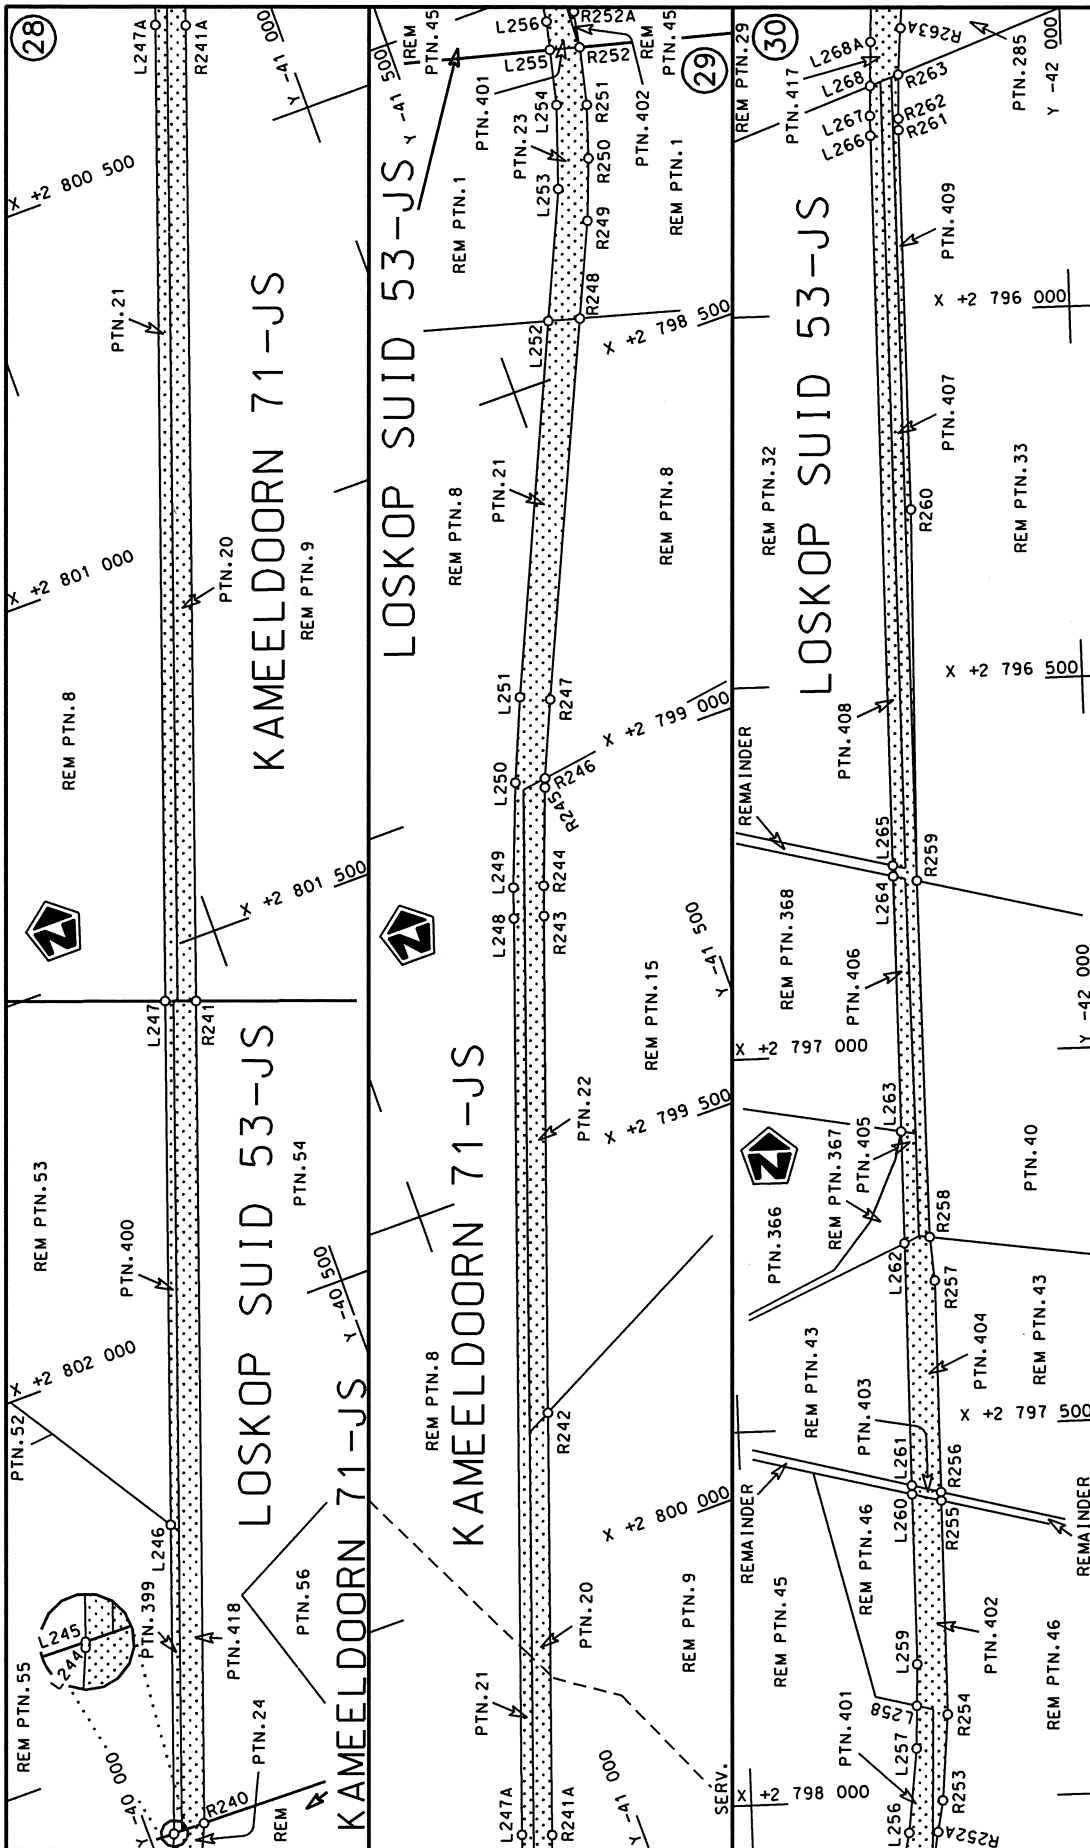 28
L247A
R241A
Y -41 000
X +2 800 500
PTN.21
KAMEELDOORN 71-JS
X +2 801 000
PTN.20
REM PTN.9
REM PTN.8
X +2 801 500
N
L247
R241
LOSKOP SUID 53-JS
REM PTN.53
PTN.54
PTN.400
Y -40 500
X +2 802 000
PTN.52
L246
KAMEELDOORN 71-JS
L245
L244
PTN.399
PTN.418
PTN.56
REM PTN.55
PTN.24
Y -40 000
R240
REM
29
L256
R252A
REM PTN.45
REM PTN.45
L255
R252
Y -41 500
PTN.401
L254
R251
PTN.402
PTN.23
R250
L253
R249
REM PTN.1
REM PTN.1
LOSKOP SUID 53-JS
L252
R248
X +2 798 500
PTN.21
REM PTN.8
REM PTN.8
L251
R247
X +2 799 000
L250
R246
R245
L249
R244
L248
R243
N
Y -41 500
REM PTN.15
KAMEELDOORN 71-JS
PTN.22
X +2 799 500
REM PTN.8
R242
X +2 800 000
PTN.20
REM PTN.9
PTN.21
L247A
R241A
Y -41 000
SERV.
30
REM PTN.29
L268A
R263A
PTN.417
L268
R263
PTN.285
Y -42 000
L267
R262
L266
R261
PTN.409
LOSKOP SUID 53-JS
X +2 796 000
PTN.407
REM PTN.32
R260
REM PTN.33
X +2 796 500
PTN.408
REMAINDER
L265
L264
R259
REM PTN.368
PTN.406
Y -42 000
X +2 797 000
L263
N
REM PTN.367
PTN.405
PTN.40
PTN.366
R258
L262
R257
PTN.404
REM PTN.43
REM PTN.43
PTN.403
X +2 797 500
L261
R256
L260
R255
REMAINDER
REMAINDER
REM PTN.46
REM PTN.45
PTN.402
L259
REM PTN.46
L258
R254
PTN.401
L257
R253
X +2 798 000
L256
R252A